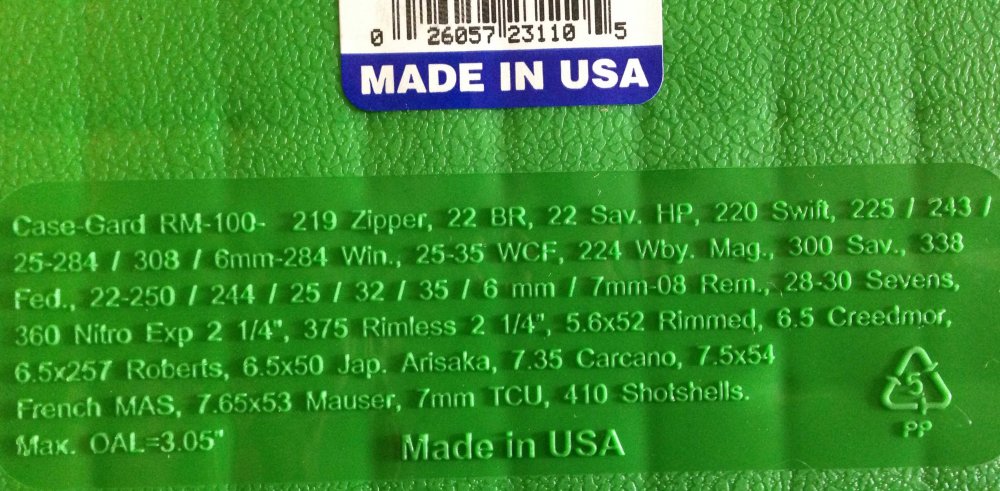 0 26057 23110 5
MADE IN USA
Case-Gard RM-100- 219 Zipper, 22 BR, 22 Sav. HP, 220 Swift, 225 / 243 /
25-284 / 308 / 6mm-284 Win., 25-35 WCF, 224 Wby. Mag., 300 Sav., 338
Fed., 22-250 / 244 / 25 / 32 / 35 / 6 mm / 7mm-08 Rem., 28-30 Sevens,
360 Nitro Exp 2 1/4", 375 Rimless 2 1/4", 5.6x52 Rimmed, 6.5 Creedmor,
6.5x257 Roberts, 6.5x50 Jap. Arisaka, 7.35 Carcano, 7.5x54
French MAS, 7.65x53 Mauser, 7mm TCU, 410 Shotshells.
Max. OAL=3.05"
Made in USA
5
PP